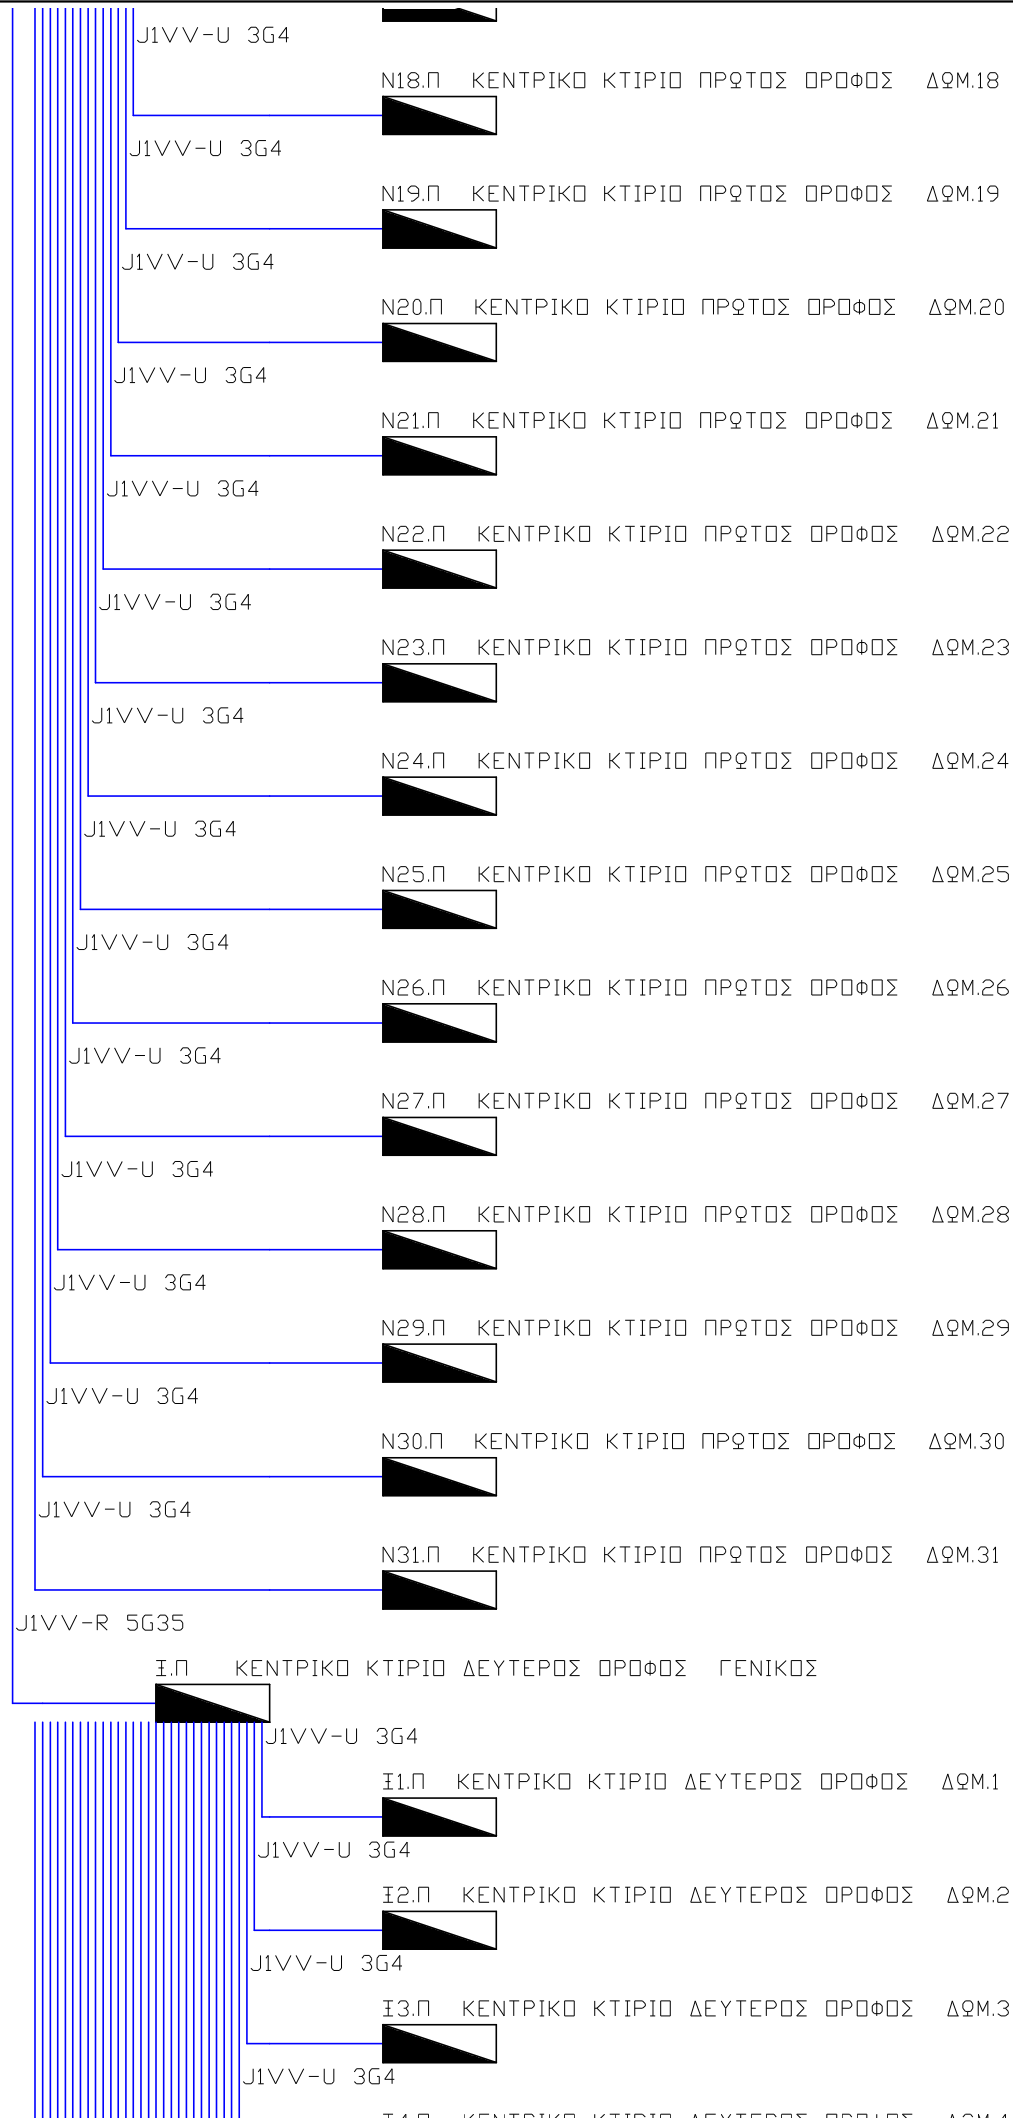 J1VV-U 3G4
N18.Π ΚΕΝΤΡΙΚΟ ΚΤΙΡΙΟ ΠΡΩΤΟΣ ΟΡΟΦΟΣ ΔΩΜ.18
J1VV-U 3G4
N19.Π ΚΕΝΤΡΙΚΟ ΚΤΙΡΙΟ ΠΡΩΤΟΣ ΟΡΟΦΟΣ ΔΩΜ.19
J1VV-U 3G4
N20.Π ΚΕΝΤΡΙΚΟ ΚΤΙΡΙΟ ΠΡΩΤΟΣ ΟΡΟΦΟΣ ΔΩΜ.20
J1VV-U 3G4
N21.Π ΚΕΝΤΡΙΚΟ ΚΤΙΡΙΟ ΠΡΩΤΟΣ ΟΡΟΦΟΣ ΔΩΜ.21
J1VV-U 3G4
N22.Π ΚΕΝΤΡΙΚΟ ΚΤΙΡΙΟ ΠΡΩΤΟΣ ΟΡΟΦΟΣ ΔΩΜ.22
J1VV-U 3G4
N23.Π ΚΕΝΤΡΙΚΟ ΚΤΙΡΙΟ ΠΡΩΤΟΣ ΟΡΟΦΟΣ ΔΩΜ.23
J1VV-U 3G4
N24.Π ΚΕΝΤΡΙΚΟ ΚΤΙΡΙΟ ΠΡΩΤΟΣ ΟΡΟΦΟΣ ΔΩΜ.24
J1VV-U 3G4
N25.Π ΚΕΝΤΡΙΚΟ ΚΤΙΡΙΟ ΠΡΩΤΟΣ ΟΡΟΦΟΣ ΔΩΜ.25
J1VV-U 3G4
N26.Π ΚΕΝΤΡΙΚΟ ΚΤΙΡΙΟ ΠΡΩΤΟΣ ΟΡΟΦΟΣ ΔΩΜ.26
J1VV-U 3G4
N27.Π ΚΕΝΤΡΙΚΟ ΚΤΙΡΙΟ ΠΡΩΤΟΣ ΟΡΟΦΟΣ ΔΩΜ.27
J1VV-U 3G4
N28.Π ΚΕΝΤΡΙΚΟ ΚΤΙΡΙΟ ΠΡΩΤΟΣ ΟΡΟΦΟΣ ΔΩΜ.28
J1VV-U 3G4
N29.Π ΚΕΝΤΡΙΚΟ ΚΤΙΡΙΟ ΠΡΩΤΟΣ ΟΡΟΦΟΣ ΔΩΜ.29
J1VV-U 3G4
N30.Π ΚΕΝΤΡΙΚΟ ΚΤΙΡΙΟ ΠΡΩΤΟΣ ΟΡΟΦΟΣ ΔΩΜ.30
J1VV-U 3G4
N31.Π ΚΕΝΤΡΙΚΟ ΚΤΙΡΙΟ ΠΡΩΤΟΣ ΟΡΟΦΟΣ ΔΩΜ.31
J1VV-R 5G35
Ξ.Π ΚΕΝΤΡΙΚΟ ΚΤΙΡΙΟ ΔΕΥΤΕΡΟΣ ΟΡΟΦΟΣ ΓΕΝΙΚΟΣ
J1VV-U 3G4
Ξ1.Π ΚΕΝΤΡΙΚΟ ΚΤΙΡΙΟ ΔΕΥΤΕΡΟΣ ΟΡΟΦΟΣ ΔΩΜ.1
J1VV-U 3G4
Ξ2.Π ΚΕΝΤΡΙΚΟ ΚΤΙΡΙΟ ΔΕΥΤΕΡΟΣ ΟΡΟΦΟΣ ΔΩΜ.2
J1VV-U 3G4
Ξ3.Π ΚΕΝΤΡΙΚΟ ΚΤΙΡΙΟ ΔΕΥΤΕΡΟΣ ΟΡΟΦΟΣ ΔΩΜ.3
J1VV-U 3G4